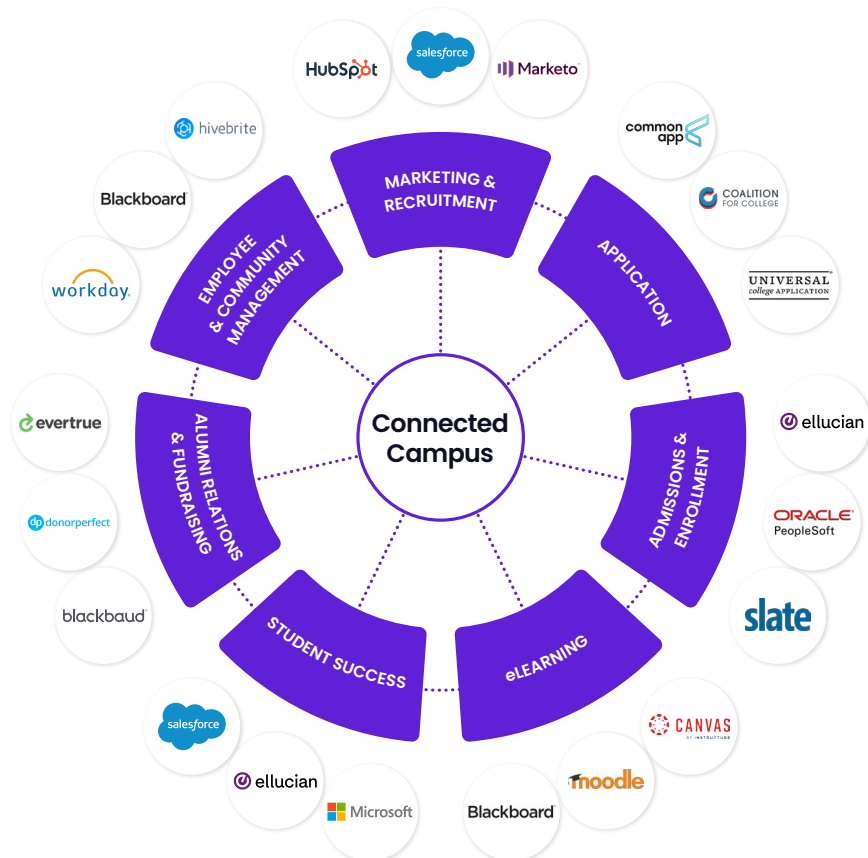 HubSpot
salesforce
Marketo
common
app
COALITION
FOR COLLEGE
UNIVERSAL
college APPLICATION
ellucian
ORACLE
PeopleSoft
slate
CANVAS
BY INSTRUCTURE
moodle
Blackboard
Microsoft
ellucian
salesforce
blackbaud
dp donorperfect
evertrue
workday
Blackboard
hivebrite
MARKETING &
RECRUITMENT
APPLICATION
ADMISSIONS &
ENROLLMENT
eLEARNING
STUDENT SUCCESS
ALUMNI RELATIONS
& FUNDRAISING
EMPLOYEE
& COMMUNITY
MANAGEMENT
Connected
Campus